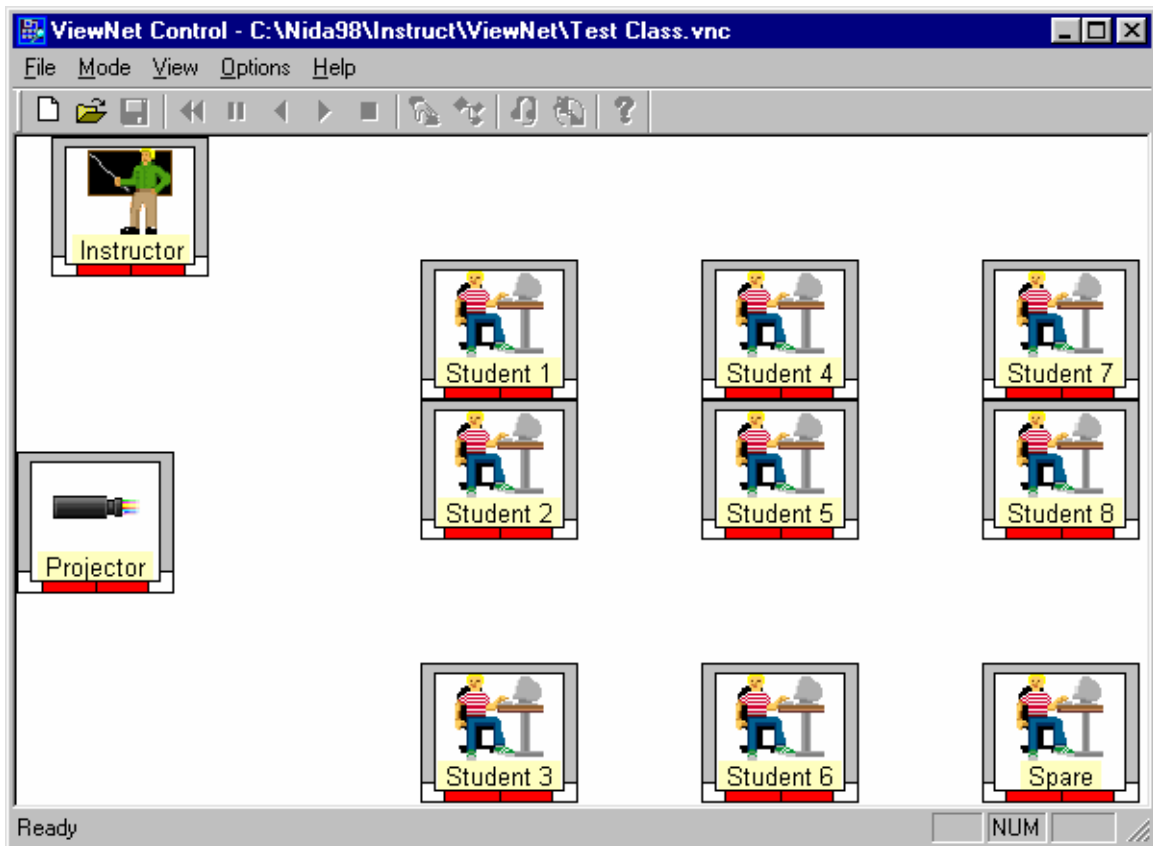 ViewNet Control - C:\Nida98\Instruct\ViewNet\Test Class.vnc
File Mode View Options Help
?
Instructor
Student 1 Student 4 Student 7
Student 2 Student 5 Student 8
Projector
Student 3 Student 6 Spare
Ready NUM